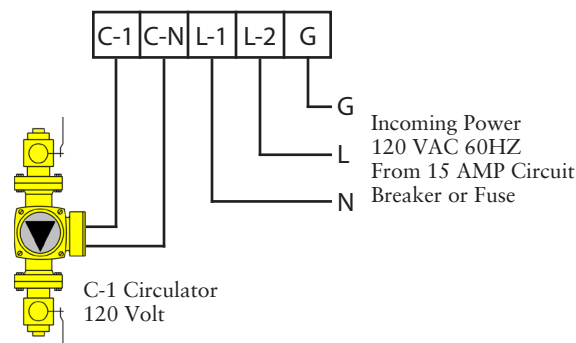 C-1 C-N L-1 L-2 G
G
L
N
Incoming Power
120 VAC 60HZ
From 15 AMP Circuit
Breaker or Fuse
C-1 Circulator
120 Volt